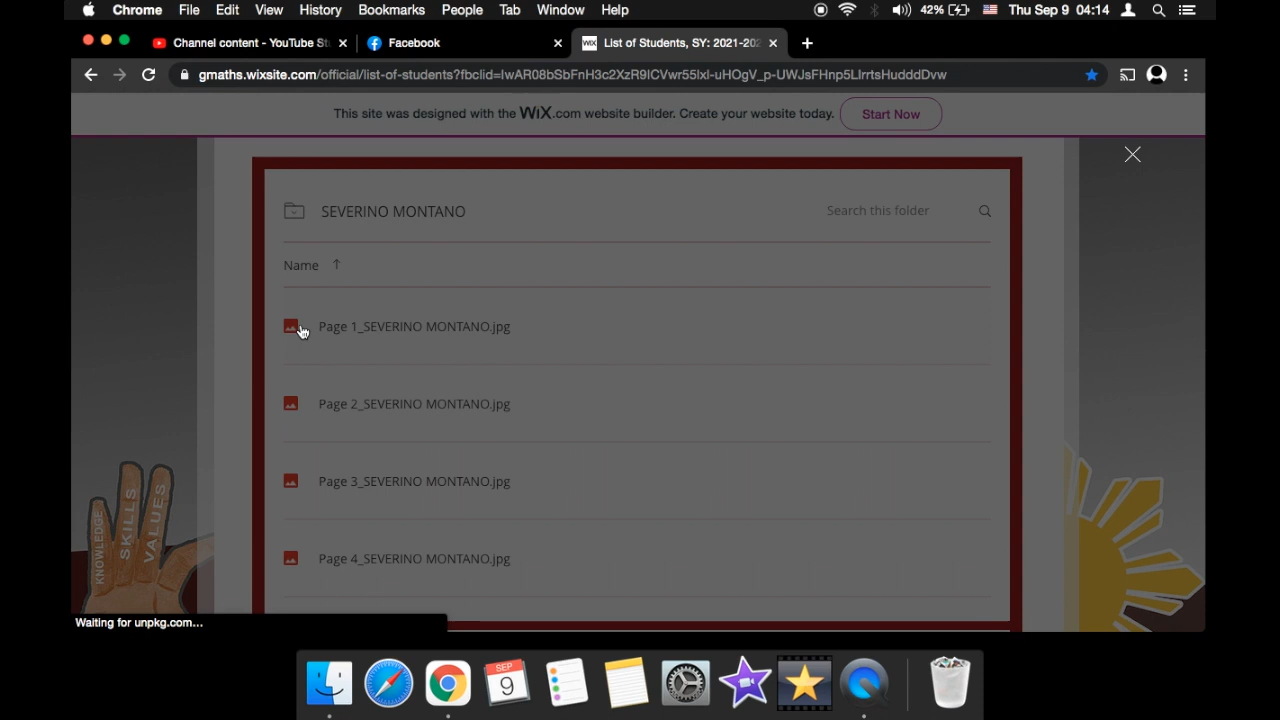 Chrome File Edit View History Bookmarks People Tab Window Help 42% Thu Sep 9 04:14
Channel content - YouTube St
Facebook
WIX List of Students, SY: 2021-202
gmaths.wixsite.com/official/list-of-students?fbclid=IwAR08bSbFnH3c2XzR9lCVwr55lxl-uHOgV_p-UWJsFHnp5LlrrtsHudddDvw
This site was designed with the WiX.com website builder. Create your website today. Start Now
SEVERINO MONTANO
Search this folder
Name ↑
Page 1_SEVERINO MONTANO.jpg
Page 2_SEVERINO MONTANO.jpg
Page 3_SEVERINO MONTANO.jpg
Page 4_SEVERINO MONTANO.jpg
KNOWLEDGE
SKILLS
VALUES
Waiting for unpkg.com...
SEP
9